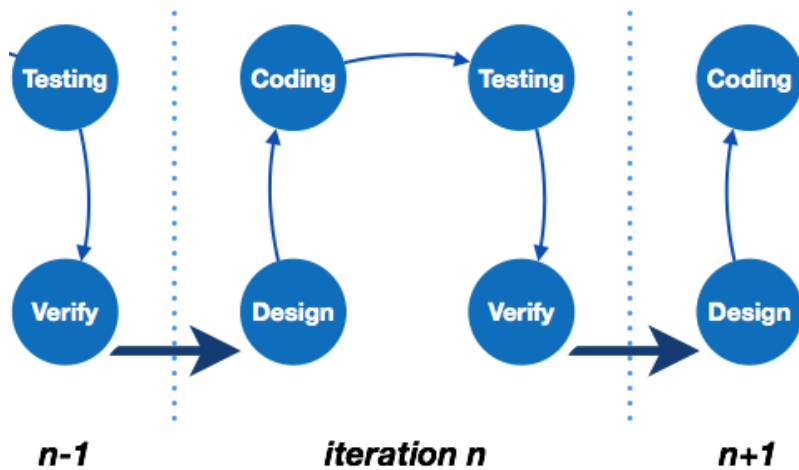 Testing
Coding
Testing
Coding
Verify
Design
Verify
Design
n-1
iteration n
n+1